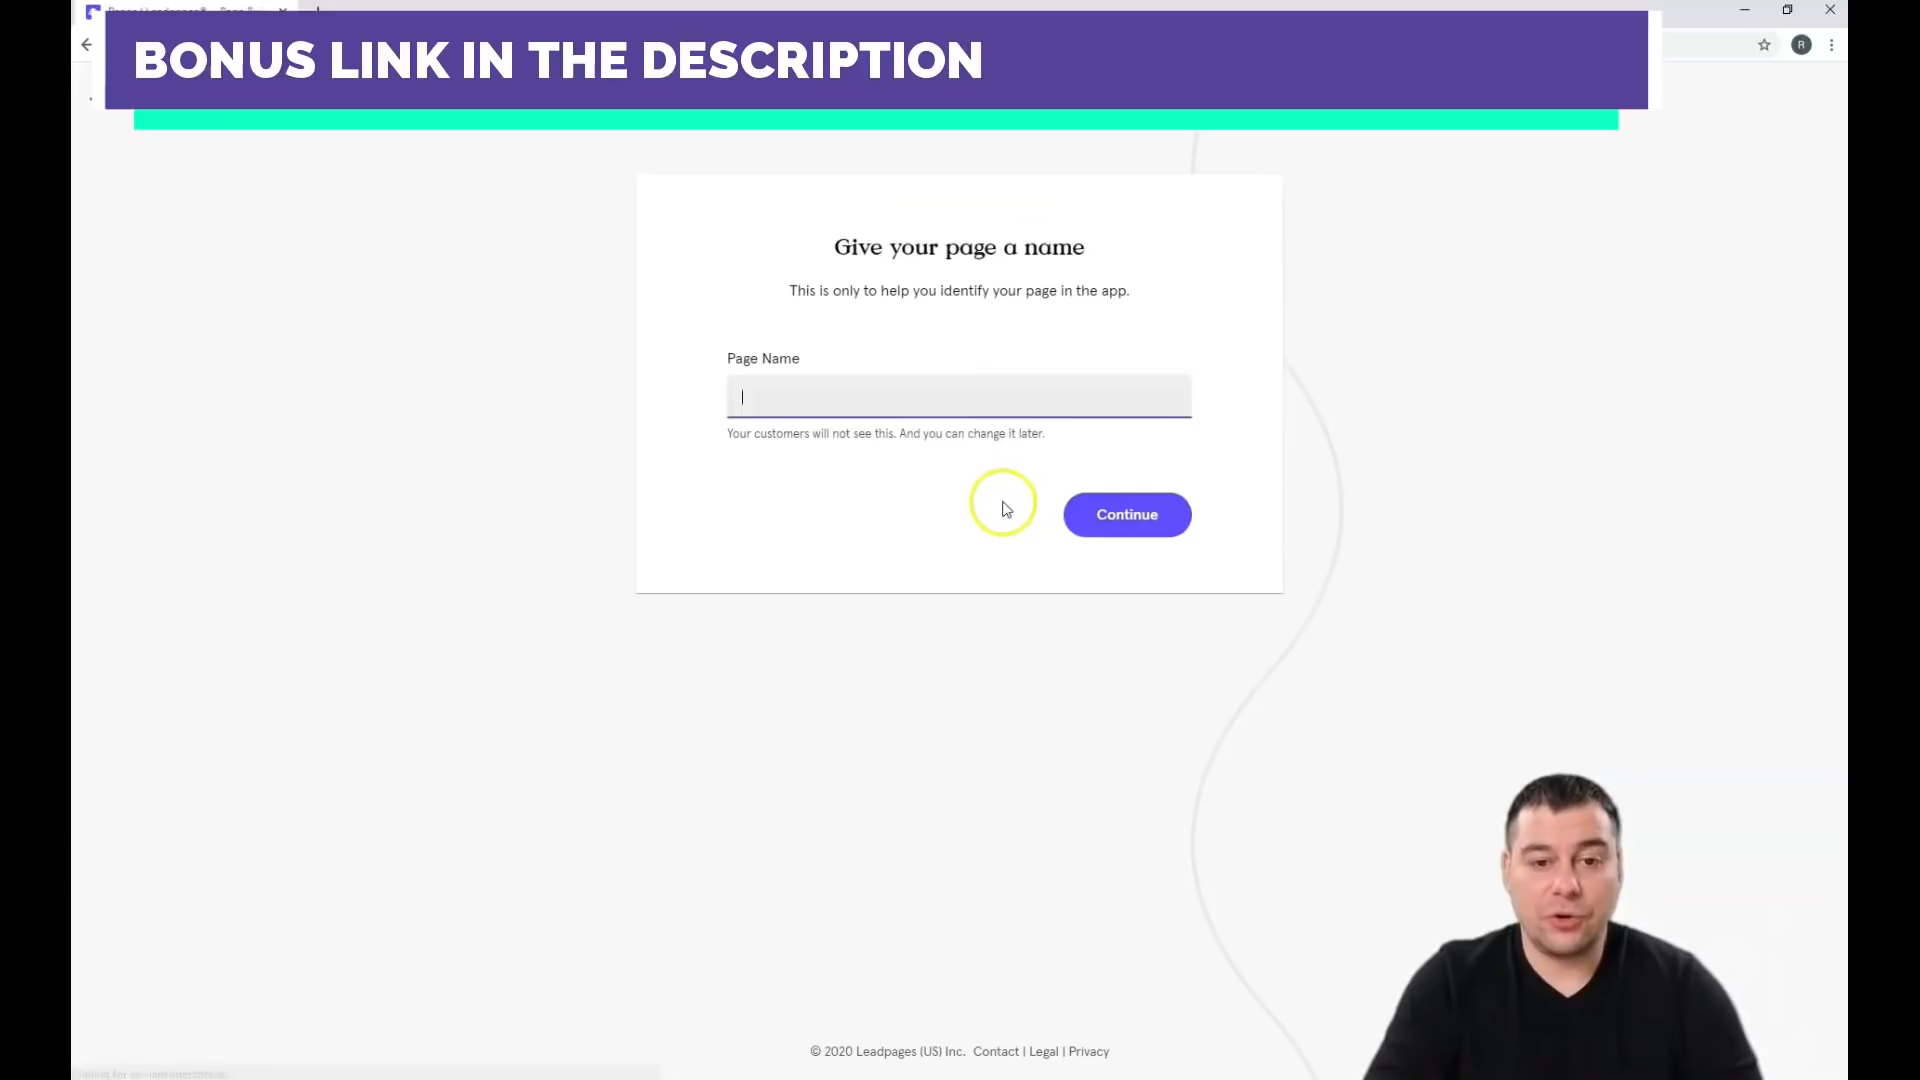 BONUS LINK IN THE DESCRIPTION
R
Give your page a name
This is only to help you identify your page in the app.
Page Name
Your customers will not see this. And you can change it later.
Continue
© 2020 Leadpages (US) Inc. Contact | Legal | Privacy